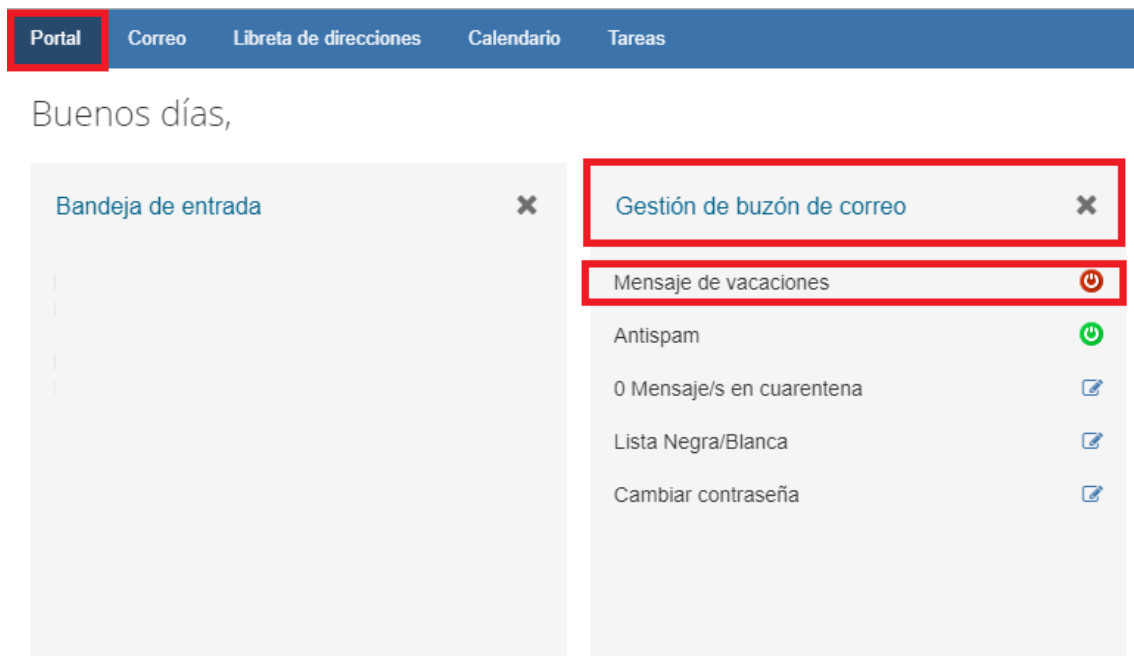 Portal Correo Libreta de direcciones Calendario Tareas
Buenos días,
Bandeja de entrada
Gestión de buzón de correo
Mensaje de vacaciones
Antispam
0 Mensaje/s en cuarentena
Lista Negra/Blanca
Cambiar contraseña